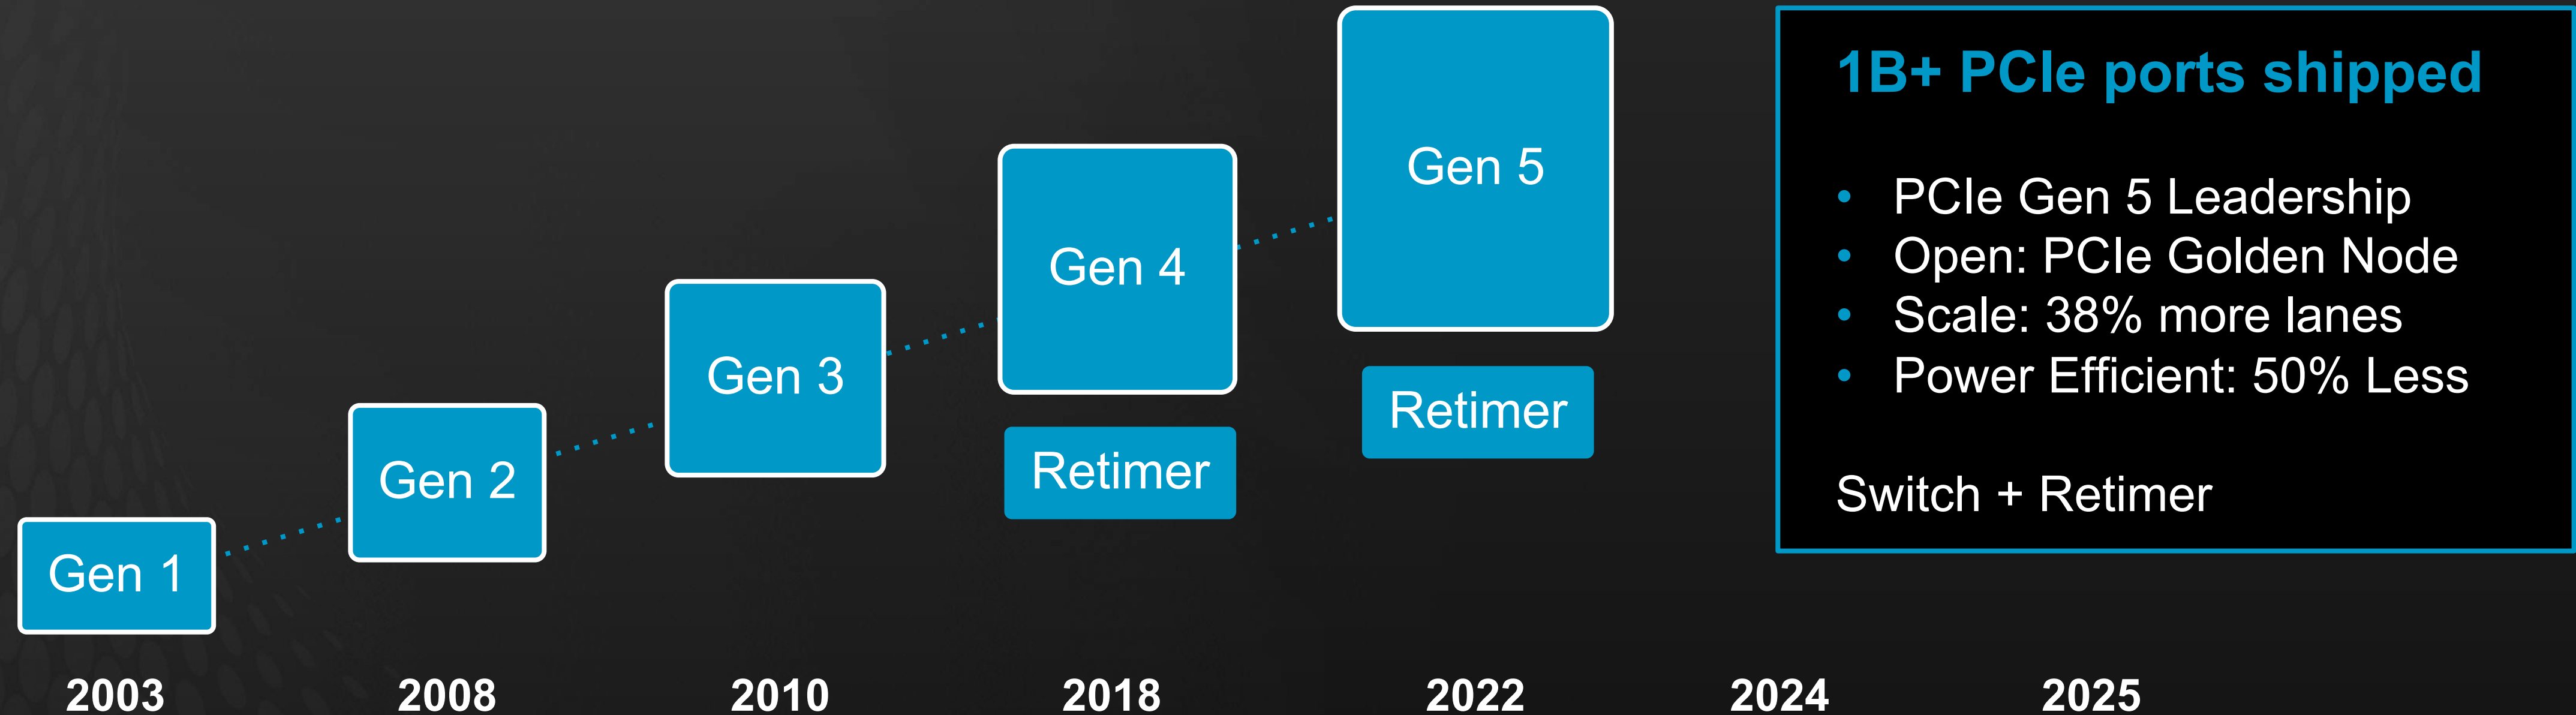 Gen 1
Gen 2
Gen 3
Gen 4
Retimer
Gen 5
Retimer
1B+ PCIe ports shipped
• PCIe Gen 5 Leadership
• Open: PCIe Golden Node
• Scale: 38% more lanes
• Power Efficient: 50% Less
Switch + Retimer
2003 2008 2010 2018 2022 2024 2025